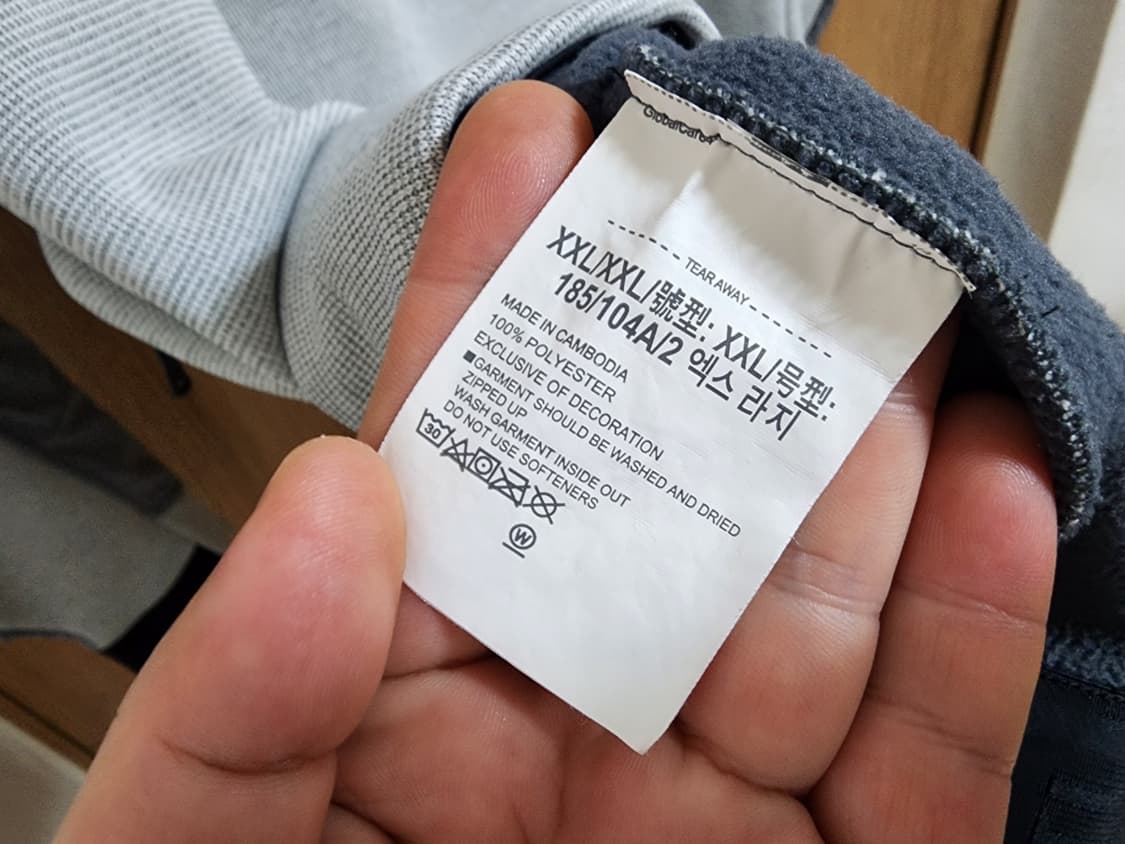 GlobalCare
TEAR AWAY
XXL/XXL/號型: XXL/号型:
185/104A/2 엑스 라지
MADE IN CAMBODIA
100% POLYESTER
EXCLUSIVE OF DECORATION
■GARMENT SHOULD BE WASHED AND DRIED
ZIPPED UP
WASH GARMENT INSIDE OUT
DO NOT USE SOFTENERS
30
W